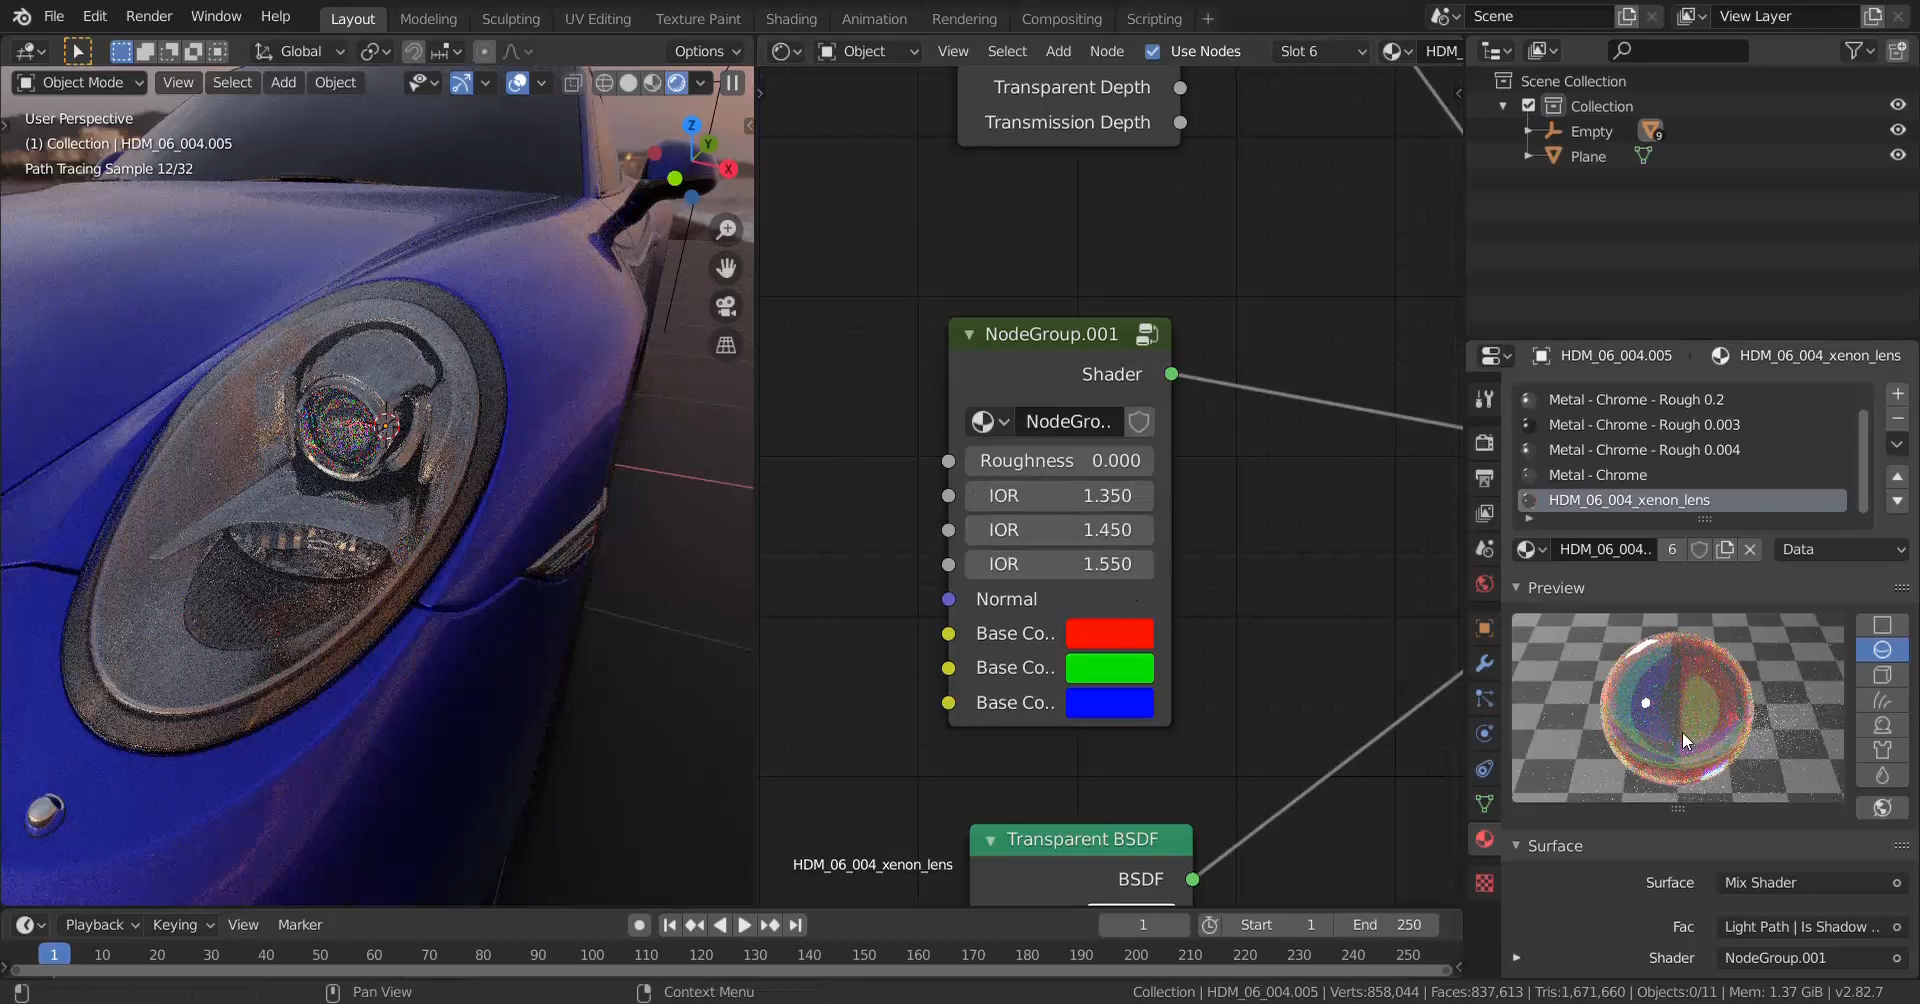 File Edit Render Window Help Layout Modeling Sculpting UV Editing Texture Paint Shading Animation Rendering Compositing Scripting + Scene View Layer
Global Options Object View Select Add Node Use Nodes Slot 6 HDM_
Object Mode View Select Add Object
User Perspective
(1) Collection | HDM_06_004.005
Path Tracing Sample 12/32
Z
Y
X
Transparent Depth
Transmission Depth
NodeGroup.001
Shader
NodeGro..
Roughness 0.000
IOR 1.350
IOR 1.450
IOR 1.550
Normal
Base Co..
Base Co..
Base Co..
Transparent BSDF
BSDF
HDM_06_004_xenon_lens
Scene Collection
Collection
Empty 9
Plane
HDM_06_004.005 HDM_06_004_xenon_lens
Metal - Chrome - Rough 0.2
Metal - Chrome - Rough 0.003
Metal - Chrome - Rough 0.004
Metal - Chrome
HDM_06_004_xenon_lens
HDM_06_004.. 6 Data
Preview
Surface
Surface Mix Shader
Fac Light Path | Is Shadow ..
Shader NodeGroup.001
Playback Keying View Marker 1 Start 1 End 250
1 10 20 30 40 50 60 70 80 90 100 110 120 130 140 150 160 170 180 190 200 210 220 230 240 250
Pan View Context Menu Collection | HDM_06_004.005 | Verts:858,044 | Faces:837,613 | Tris:1,671,660 | Objects:0/11 | Mem: 1.37 GiB | v2.82.7